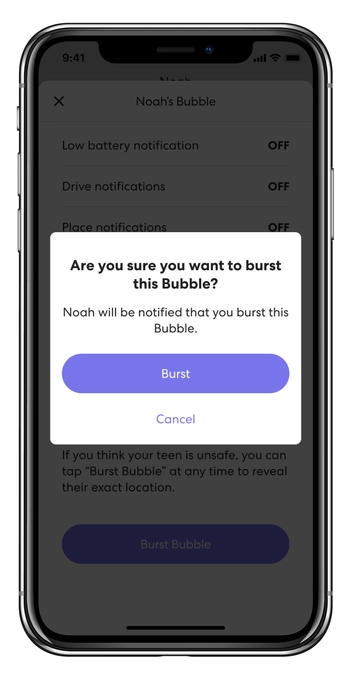 9:41
Noah
Noah's Bubble
Low battery notification OFF
Drive notifications OFF
Place notifications OFF
Are you sure you want to burst
this Bubble?
Noah will be notified that you burst this
Bubble.
Burst
Cancel
If you think your teen is unsafe, you can
tap "Burst Bubble" at any time to reveal
their exact location.
Burst Bubble